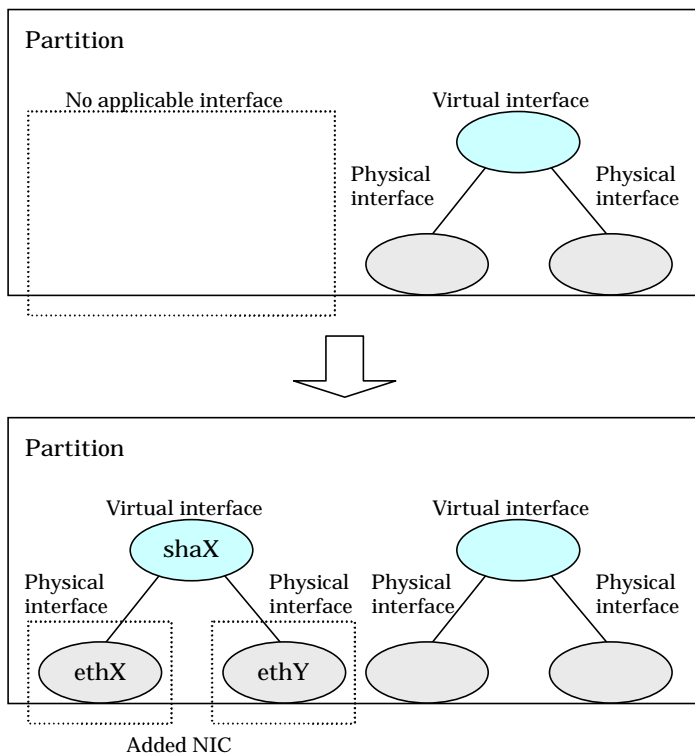 Partition
No applicable interface
Virtual interface
Physical
interface
Physical
interface
Partition
Virtual interface
shaX
Physical
interface
Physical
interface
ethX
ethY
Virtual interface
Physical
interface
Physical
interface
Added NIC